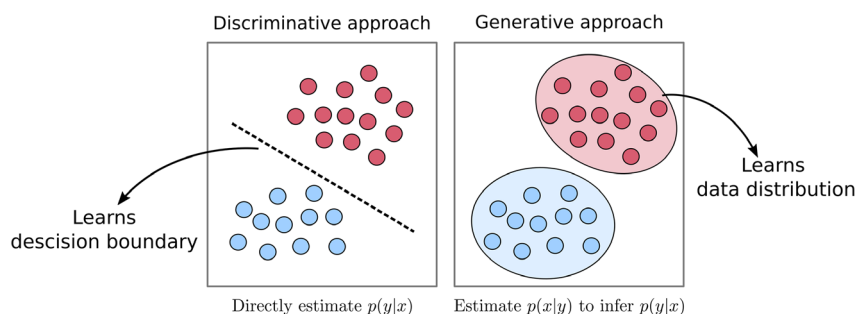 Discriminative approach
Generative approach
Learns
descision boundary
Learns
data distribution
Directly estimate p(y|x)
Estimate p(x|y) to infer p(y|x)